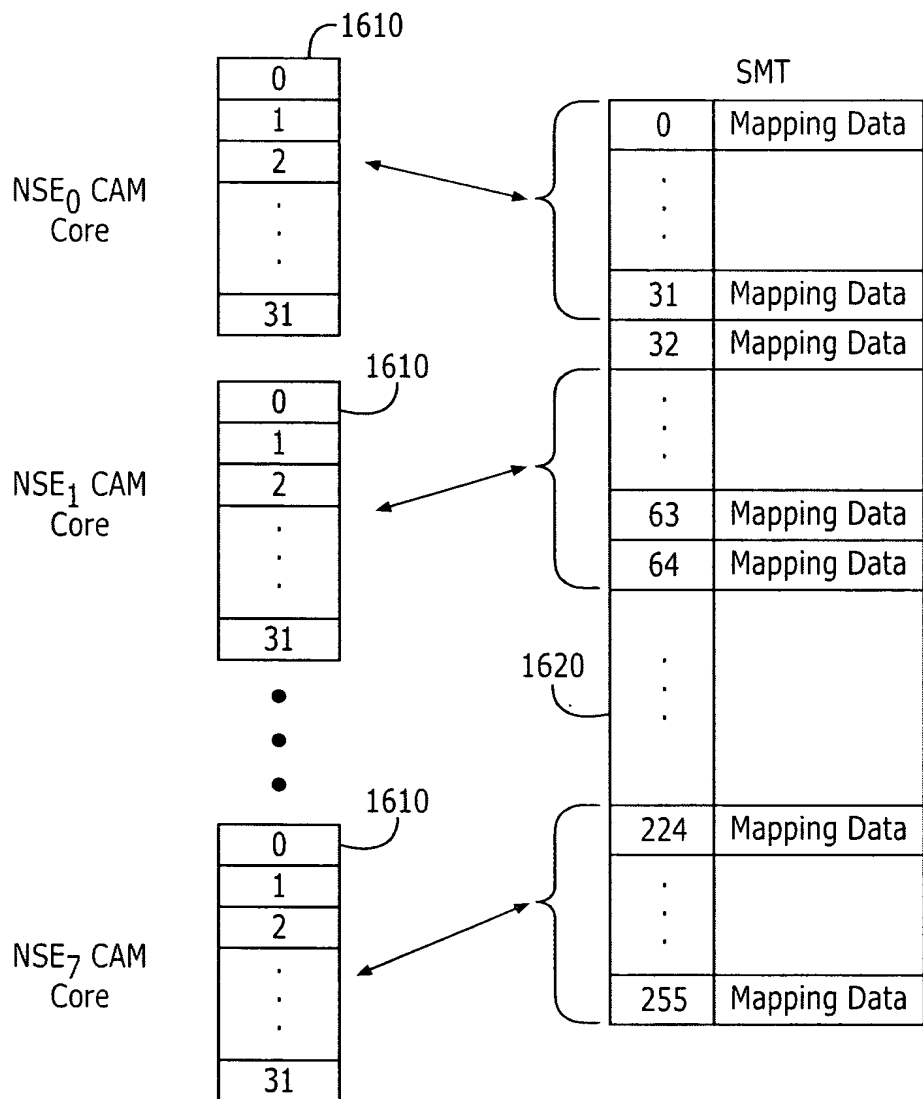 1610
0
1
2
.
.
.
31
NSE0 CAM
Core
1610
0
1
2
.
.
.
31
NSE1 CAM
Core
1610
0
1
2
.
.
.
31
NSE7 CAM
Core
SMT
0 Mapping Data
.
.
.
31 Mapping Data
32 Mapping Data
.
.
.
63 Mapping Data
64 Mapping Data
1620
.
.
.
224 Mapping Data
.
.
.
255 Mapping Data